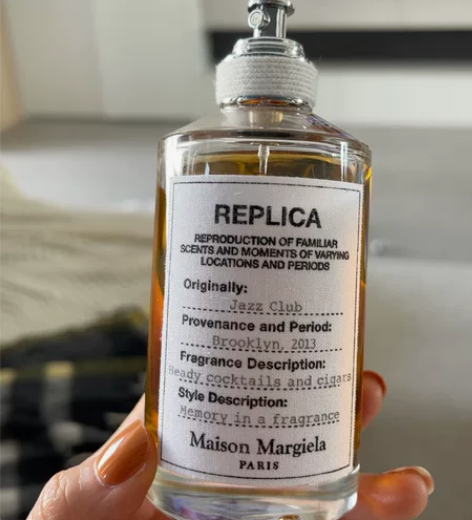 REPLICA
REPRODUCTION OF FAMILIAR
SCENTS AND MOMENTS OF VARYING
LOCATIONS AND PERIODS
Originally:
Jazz Club
Provenance and Period:
Brooklyn, 2013
Fragrance Description:
Heady cocktails and cigars
Style Description:
Memory in a fragrance
Maison Margiela
PARIS